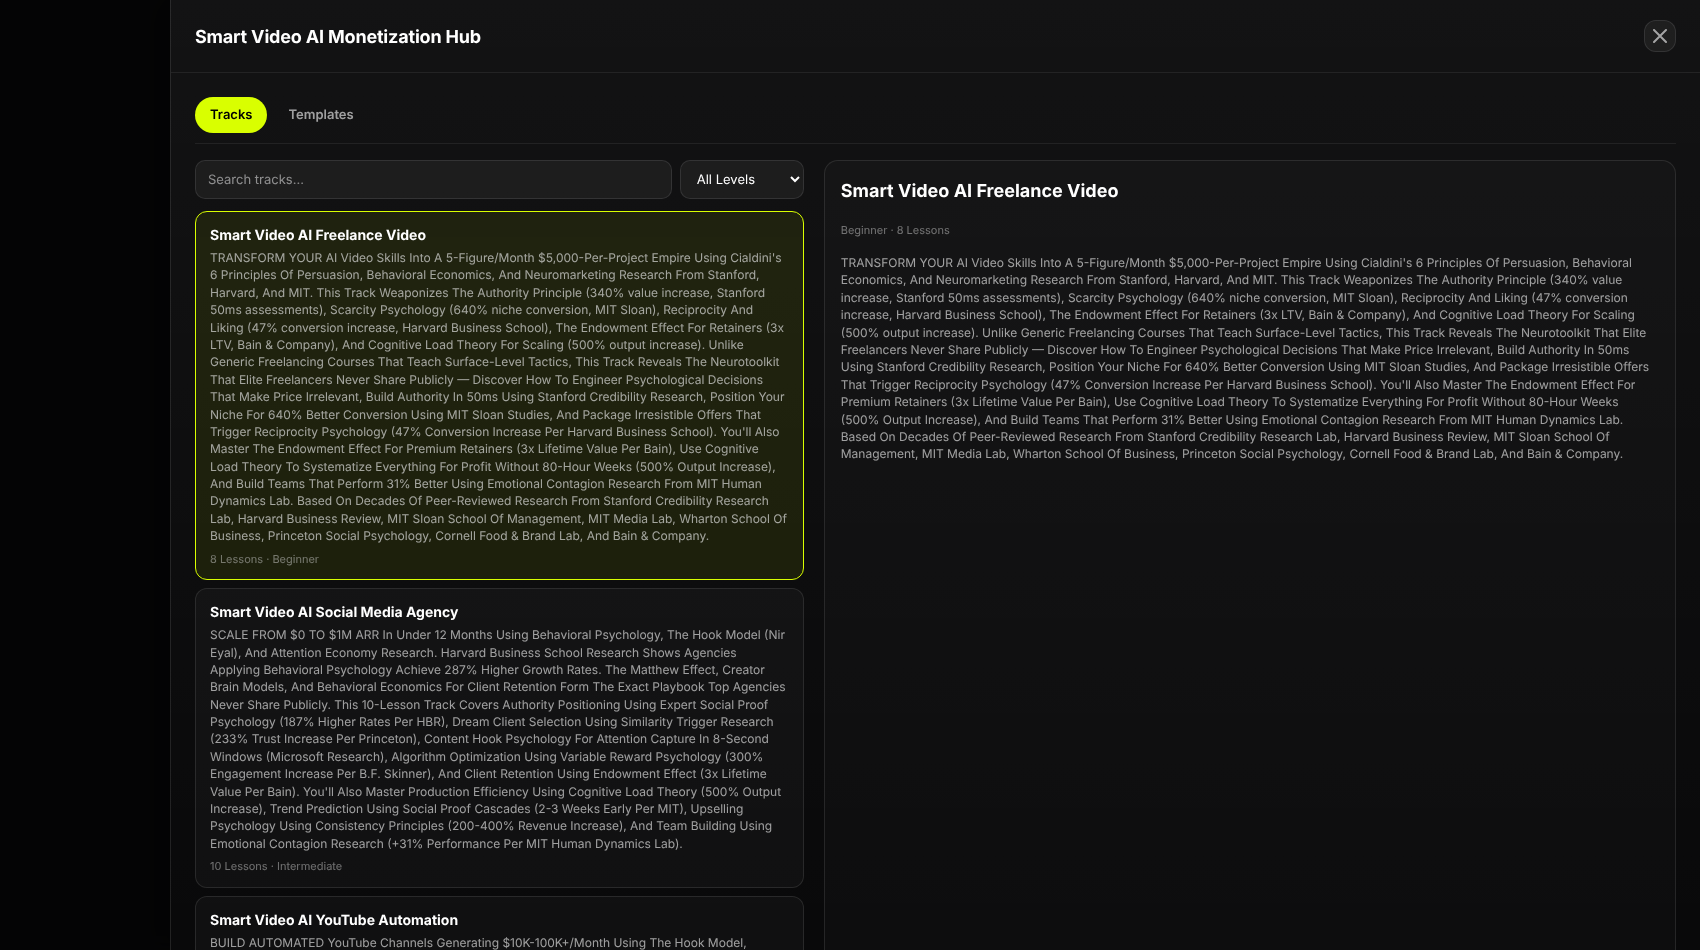 Smart Video AI Monetization Hub
Tracks
Templates
Search tracks...
All Levels
Smart Video AI Freelance Video
TRANSFORM YOUR AI Video Skills Into A 5-Figure/Month $5,000-Per-Project Empire Using Cialdini's
6 Principles Of Persuasion, Behavioral Economics, And Neuromarketing Research From Stanford,
Harvard, And MIT. This Track Weaponizes The Authority Principle (340% value increase, Stanford
50ms assessments), Scarcity Psychology (640% niche conversion, MIT Sloan), Reciprocity And
Liking (47% conversion increase, Harvard Business School), The Endowment Effect For Retainers (3x
LTV, Bain & Company), And Cognitive Load Theory For Scaling (500% output increase). Unlike
Generic Freelancing Courses That Teach Surface-Level Tactics, This Track Reveals The Neurotoolkit
That Elite Freelancers Never Share Publicly — Discover How To Engineer Psychological Decisions
That Make Price Irrelevant, Build Authority In 50ms Using Stanford Credibility Research, Position Your
Niche For 640% Better Conversion Using MIT Sloan Studies, And Package Irresistible Offers That
Trigger Reciprocity Psychology (47% Conversion Increase Per Harvard Business School). You'll Also
Master The Endowment Effect For Premium Retainers (3x Lifetime Value Per Bain), Use Cognitive
Load Theory To Systematize Everything For Profit Without 80-Hour Weeks (500% Output Increase),
And Build Teams That Perform 31% Better Using Emotional Contagion Research From MIT Human
Dynamics Lab. Based On Decades Of Peer-Reviewed Research From Stanford Credibility Research
Lab, Harvard Business Review, MIT Sloan School Of Management, MIT Media Lab, Wharton School Of
Business, Princeton Social Psychology, Cornell Food & Brand Lab, And Bain & Company.
8 Lessons · Beginner
Smart Video AI Social Media Agency
SCALE FROM $0 TO $1M ARR In Under 12 Months Using Behavioral Psychology, The Hook Model (Nir
Eyal), And Attention Economy Research. Harvard Business School Research Shows Agencies
Applying Behavioral Psychology Achieve 287% Higher Growth Rates. The Matthew Effect, Creator
Brain Models, And Behavioral Economics For Client Retention Form The Exact Playbook Top Agencies
Never Share Publicly. This 10-Lesson Track Covers Authority Positioning Using Expert Social Proof
Psychology (187% Higher Rates Per HBR), Dream Client Selection Using Similarity Trigger Research
(233% Trust Increase Per Princeton), Content Hook Psychology For Attention Capture In 8-Second
Windows (Microsoft Research), Algorithm Optimization Using Variable Reward Psychology (300%
Engagement Increase Per B.F. Skinner), And Client Retention Using Endowment Effect (3x Lifetime
Value Per Bain). You'll Also Master Production Efficiency Using Cognitive Load Theory (500% Output
Increase), Trend Prediction Using Social Proof Cascades (2-3 Weeks Early Per MIT), Upselling
Psychology Using Consistency Principles (200-400% Revenue Increase), And Team Building Using
Emotional Contagion Research (+31% Performance Per MIT Human Dynamics Lab).
10 Lessons · Intermediate
Smart Video AI YouTube Automation
BUILD AUTOMATED YouTube Channels Generating $10K-100K+/Month Using The Hook Model,
Smart Video AI Freelance Video
Beginner · 8 Lessons
TRANSFORM YOUR AI Video Skills Into A 5-Figure/Month $5,000-Per-Project Empire Using Cialdini's 6 Principles Of Persuasion, Behavioral
Economics, And Neuromarketing Research From Stanford, Harvard, And MIT. This Track Weaponizes The Authority Principle (340% value
increase, Stanford 50ms assessments), Scarcity Psychology (640% niche conversion, MIT Sloan), Reciprocity And Liking (47% conversion
increase, Harvard Business School), The Endowment Effect For Retainers (3x LTV, Bain & Company), And Cognitive Load Theory For Scaling
(500% output increase). Unlike Generic Freelancing Courses That Teach Surface-Level Tactics, This Track Reveals The Neurotoolkit That Elite
Freelancers Never Share Publicly — Discover How To Engineer Psychological Decisions That Make Price Irrelevant, Build Authority In 50ms
Using Stanford Credibility Research, Position Your Niche For 640% Better Conversion Using MIT Sloan Studies, And Package Irresistible Offers
That Trigger Reciprocity Psychology (47% Conversion Increase Per Harvard Business School). You'll Also Master The Endowment Effect For
Premium Retainers (3x Lifetime Value Per Bain), Use Cognitive Load Theory To Systematize Everything For Profit Without 80-Hour Weeks
(500% Output Increase), And Build Teams That Perform 31% Better Using Emotional Contagion Research From MIT Human Dynamics Lab.
Based On Decades Of Peer-Reviewed Research From Stanford Credibility Research Lab, Harvard Business Review, MIT Sloan School Of
Management, MIT Media Lab, Wharton School Of Business, Princeton Social Psychology, Cornell Food & Brand Lab, And Bain & Company.